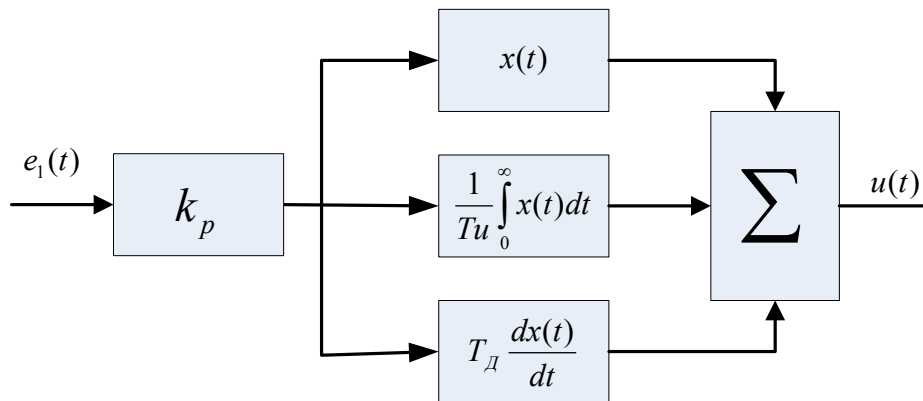 x(t)
e₁(t)
k_p
1/Tu ∫₀^∞ x(t)dt
∑
u(t)
T_Д dx(t)/dt